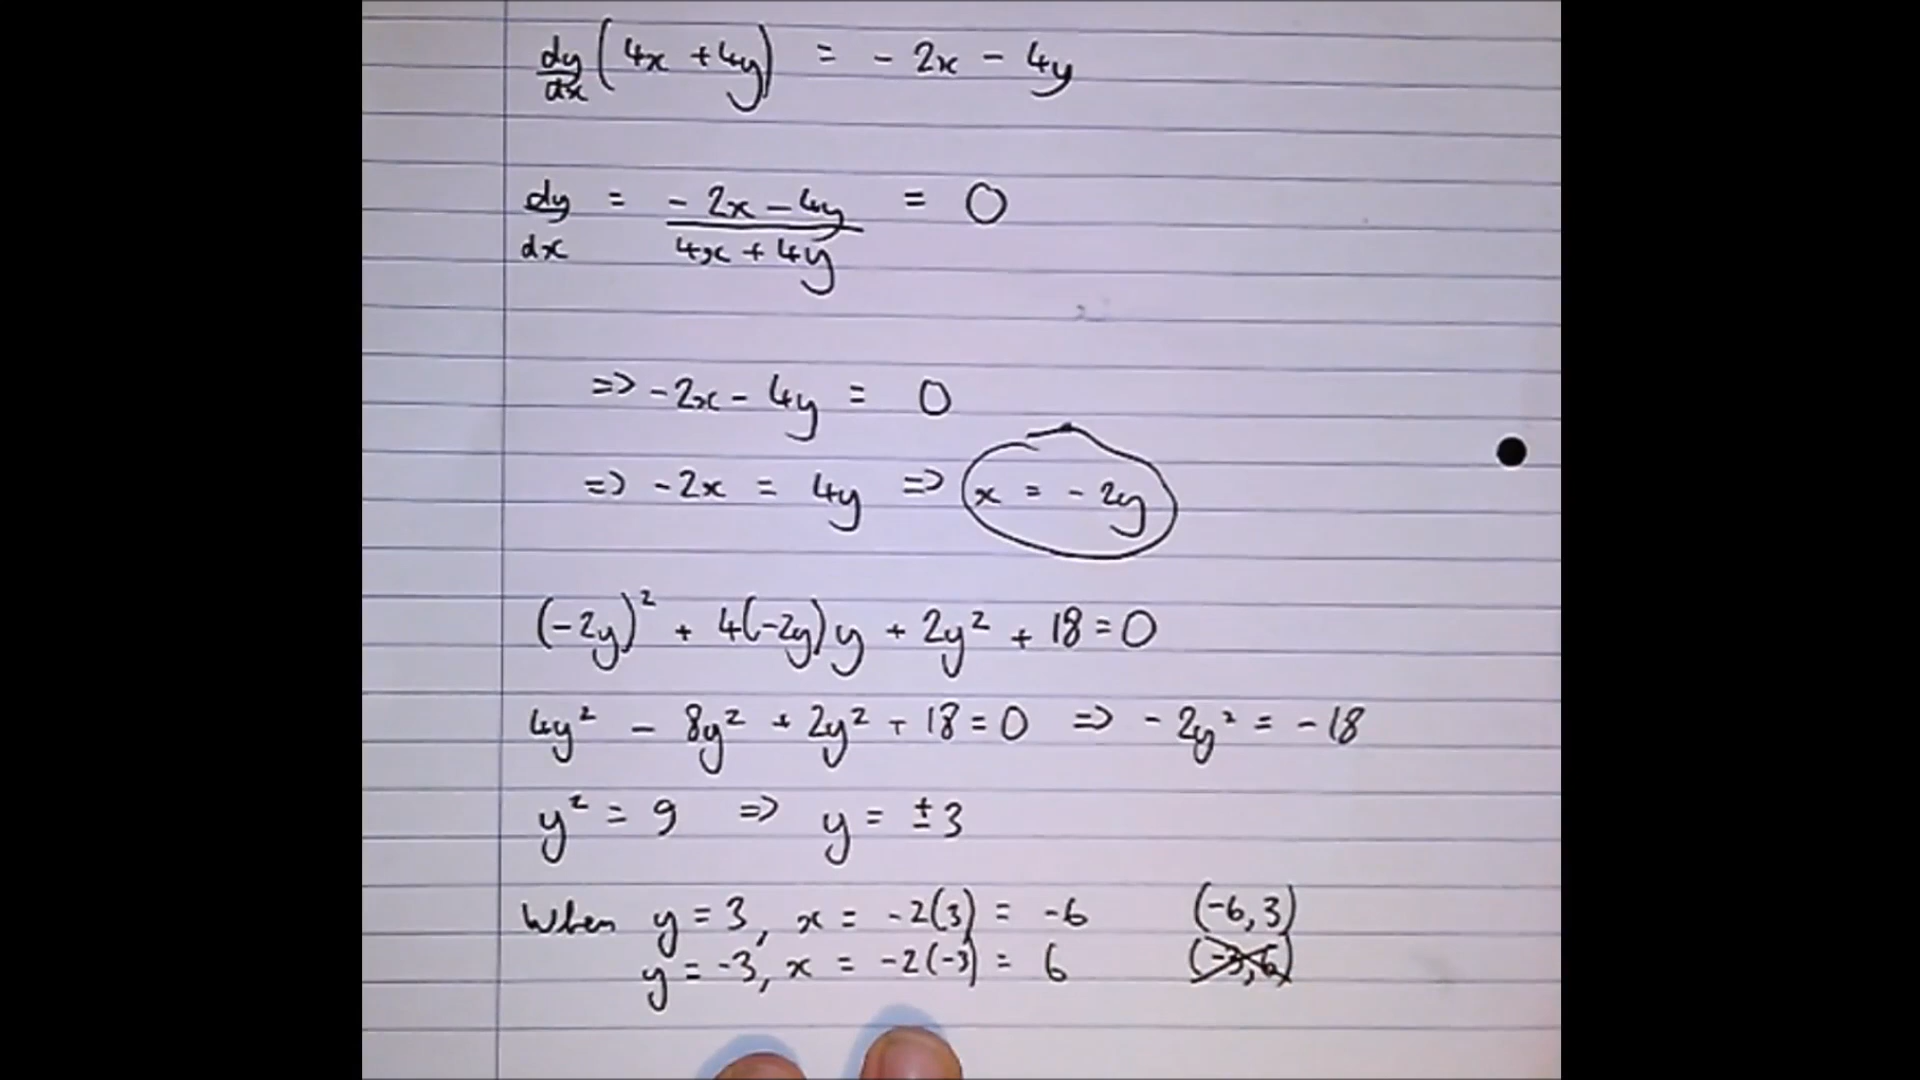 dy/dx (4x + 4y) = - 2x - 4y
dy/dx = (- 2x - 4y)/(4x + 4y) = 0
=> - 2x - 4y = 0
=> - 2x = 4y => x = - 2y
(-2y)² + 4(-2y)y + 2y² + 18 = 0
4y² - 8y² + 2y² + 18 = 0 => - 2y² = - 18
y² = 9 => y = ± 3
When y = 3, x = -2(3) = -6 (-6, 3)
y = -3, x = -2(-3) = 6 (-3, 6)